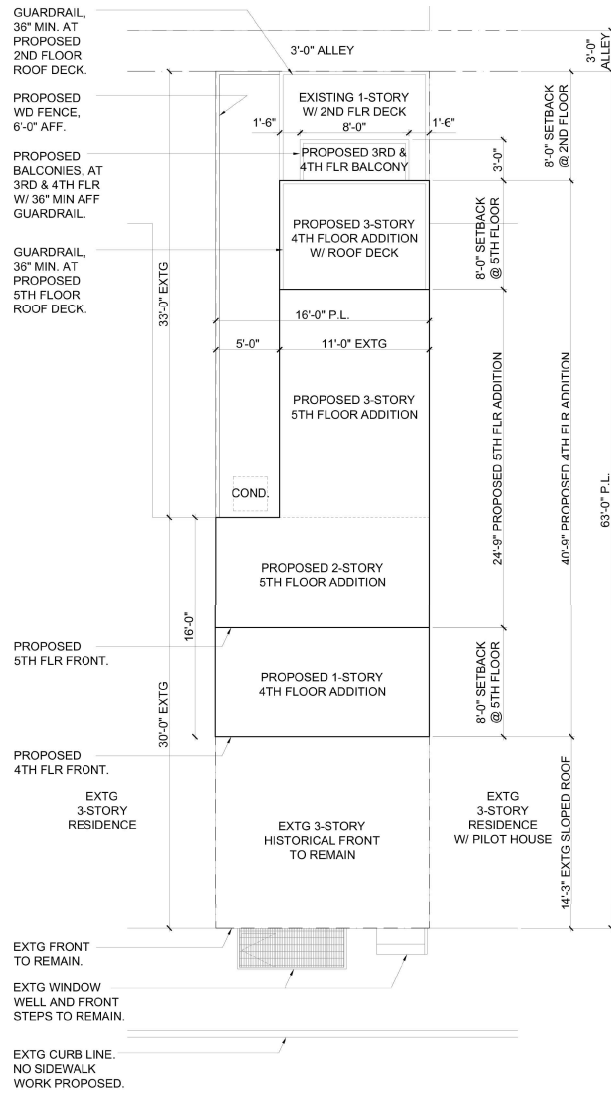 GUARDRAIL,
36" MIN. AT
PROPOSED
2ND FLOOR
ROOF DECK.
PROPOSED
WD FENCE,
6'-0" AFF.
PROPOSED
BALCONIES, AT
3RD & 4TH FLR
W/ 36" MIN AFF
GUARDRAIL.
GUARDRAIL,
36" MIN. AT
PROPOSED
5TH FLOOR
ROOF DECK.
3'-0" ALLEY
3'-0"
ALLEY
EXISTING 1-STORY
W/ 2ND FLR DECK
1'-6"
8'-0"
1'-6"
PROPOSED 3RD &
4TH FLR BALCONY
3'-0"
8'-0" SETBACK
@ 2ND FLOOR
PROPOSED 3-STORY
4TH FLOOR ADDITION
W/ ROOF DECK
8'-0" SETBACK
@ 5TH FLOOR
33'-0" EXTG
16'-0" P.L.
5'-0"
11'-0" EXTG
PROPOSED 3-STORY
5TH FLOOR ADDITION
24'-9" PROPOSED 5TH FLR ADDITION
40'-9" PROPOSED 4TH FLR ADDITION
63'-0" P.L.
COND.
PROPOSED 2-STORY
5TH FLOOR ADDITION
16'-0"
PROPOSED
5TH FLR FRONT.
PROPOSED 1-STORY
4TH FLOOR ADDITION
8'-0" SETBACK
@ 5TH FLOOR
30'-0" EXTG
PROPOSED
4TH FLR FRONT.
EXTG
3-STORY
RESIDENCE
EXTG 3-STORY
HISTORICAL FRONT
TO REMAIN
EXTG
3-STORY
RESIDENCE
W/ PILOT HOUSE
14'-3" EXTG SLOPED ROOF
EXTG FRONT
TO REMAIN.
EXTG WINDOW
WELL AND FRONT
STEPS TO REMAIN.
EXTG CURB LINE.
NO SIDEWALK
WORK PROPOSED.